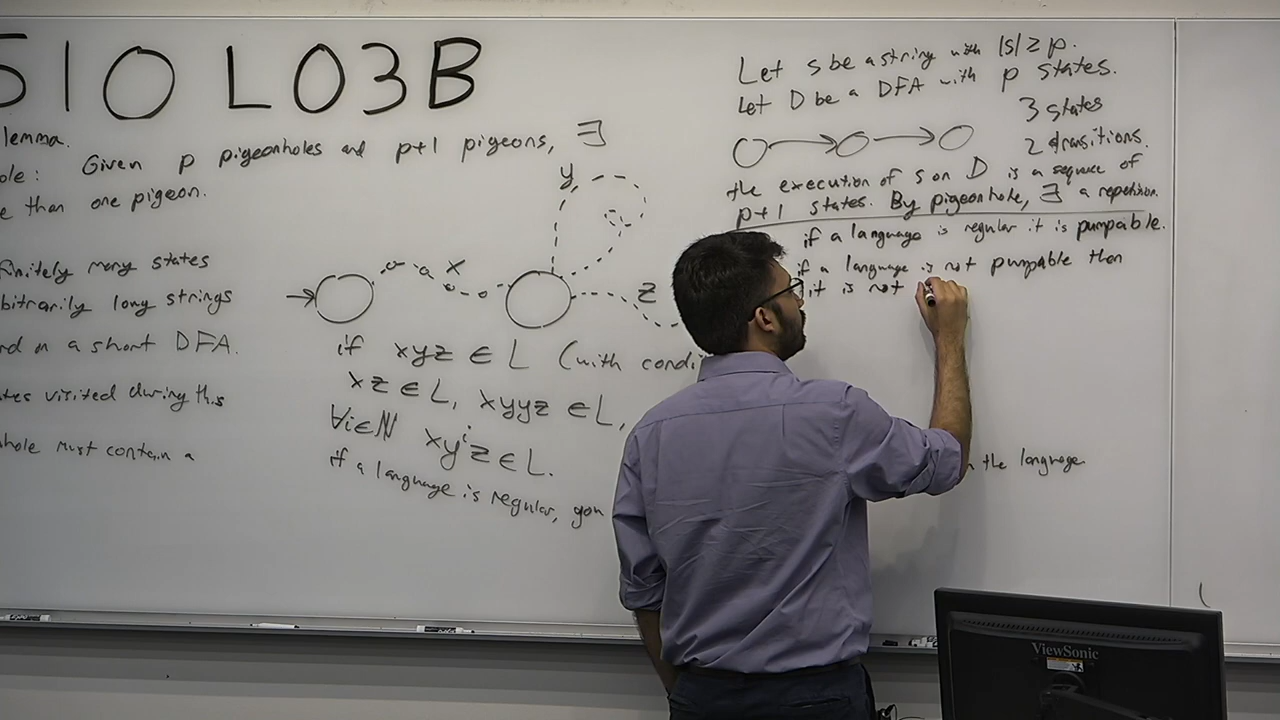 510 L03B
lemma.
ole: Given p pigeonholes and p+1 pigeons, ∃
e than one pigeon.
finitely many states
bitrarily long strings
d on a short DFA.
tes visited during this
hole must contain a
y
x
z
if xyz ∈ L (with condi
xz ∈ L, xyyz ∈ L,
∀i∈ℕ xyⁱz ∈ L.
if a language is regular, you
Let s be a string with |s| ≥ p.
Let D be a DFA with p states.
3 states
2 transitions.
the execution of s on D is a sequence of
p+1 states. By pigeonhole, ∃ a repetition.
if a language is regular it is pumpable.
if a language is not pumpable then
it is not
the language
ViewSonic